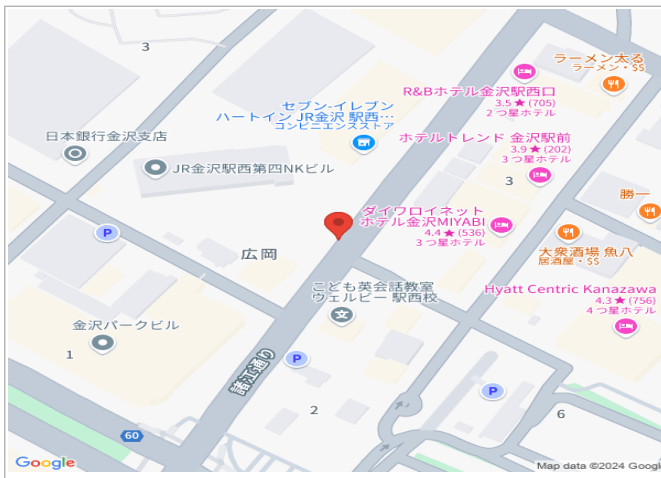 3
ラーメン太る
ラーメン・$$
R&Bホテル金沢駅西口
3.5 ★ (705)
2 つ星ホテル
セブン-イレブン
ハートイン JR金沢 駅西…
コンビニエンスストア
日本銀行金沢支店
ホテルトレンド 金沢駅前
3.9 ★ (202)
3 つ星ホテル
JR金沢駅西第四NKビル
3
勝一
ダイワロイネット
ホテル金沢MIYABI
4.4 ★ (536)
3 つ星ホテル
P
広岡
大衆酒場 魚八
居酒屋・$$
こども英会話教室
ウェルビー 駅西校
Hyatt Centric Kanazawa
4.3 ★ (756)
4 つ星ホテル
金沢パークビル
1
諸江通り
P
P
2
6
60
Google
Map data ©2024 Google